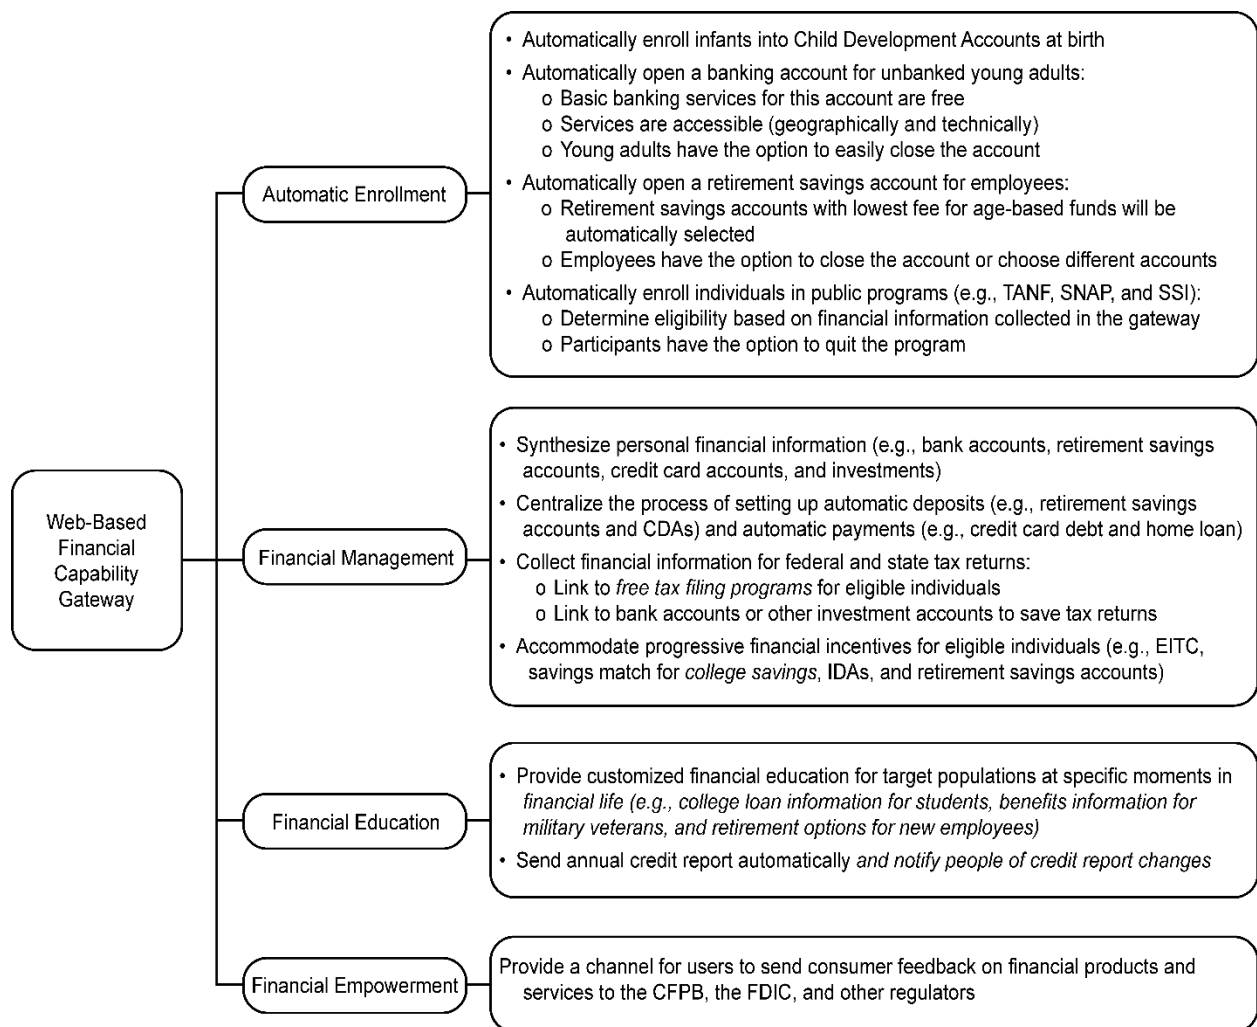 Web-Based
Financial
Capability
Gateway
Automatic Enrollment
• Automatically enroll infants into Child Development Accounts at birth
• Automatically open a banking account for unbanked young adults:
o Basic banking services for this account are free
o Services are accessible (geographically and technically)
o Young adults have the option to easily close the account
• Automatically open a retirement savings account for employees:
o Retirement savings accounts with lowest fee for age-based funds will be
automatically selected
o Employees have the option to close the account or choose different accounts
• Automatically enroll individuals in public programs (e.g., TANF, SNAP, and SSI):
o Determine eligibility based on financial information collected in the gateway
o Participants have the option to quit the program
Financial Management
• Synthesize personal financial information (e.g., bank accounts, retirement savings
accounts, credit card accounts, and investments)
• Centralize the process of setting up automatic deposits (e.g., retirement savings
accounts and CDAs) and automatic payments (e.g., credit card debt and home loan)
• Collect financial information for federal and state tax returns:
o Link to free tax filing programs for eligible individuals
o Link to bank accounts or other investment accounts to save tax returns
• Accommodate progressive financial incentives for eligible individuals (e.g., EITC,
savings match for college savings, IDAs, and retirement savings accounts)
Financial Education
• Provide customized financial education for target populations at specific moments in
financial life (e.g., college loan information for students, benefits information for
military veterans, and retirement options for new employees)
• Send annual credit report automatically and notify people of credit report changes
Financial Empowerment
Provide a channel for users to send consumer feedback on financial products and
services to the CFPB, the FDIC, and other regulators